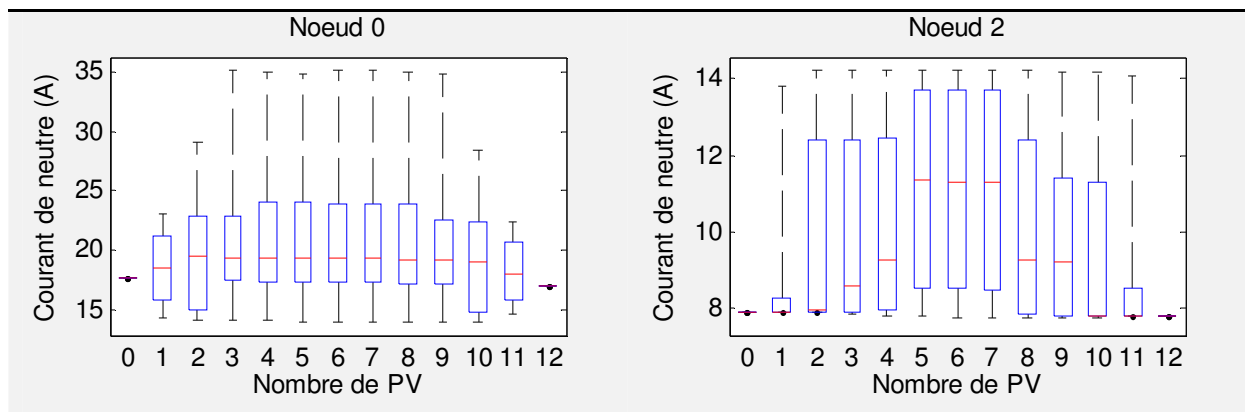 Noeud 0
Courant de neutre (A)
35
30
25
20
15
0 1 2 3 4 5 6 7 8 9 10 11 12
Nombre de PV
Noeud 2
Courant de neutre (A)
14
12
10
8
0 1 2 3 4 5 6 7 8 9 10 11 12
Nombre de PV